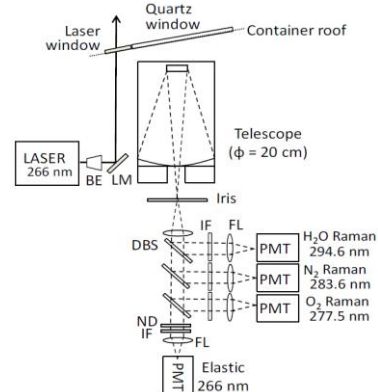 Quartz
window
Laser
window
Container roof
Telescope
(ϕ = 20 cm)
LASER
266 nm
BE
LM
Iris
IF
FL
DBS
PMT
H₂O Raman
294.6 nm
PMT
N₂ Raman
283.6 nm
PMT
O₂ Raman
277.5 nm
ND
IF
FL
PMT
Elastic
266 nm